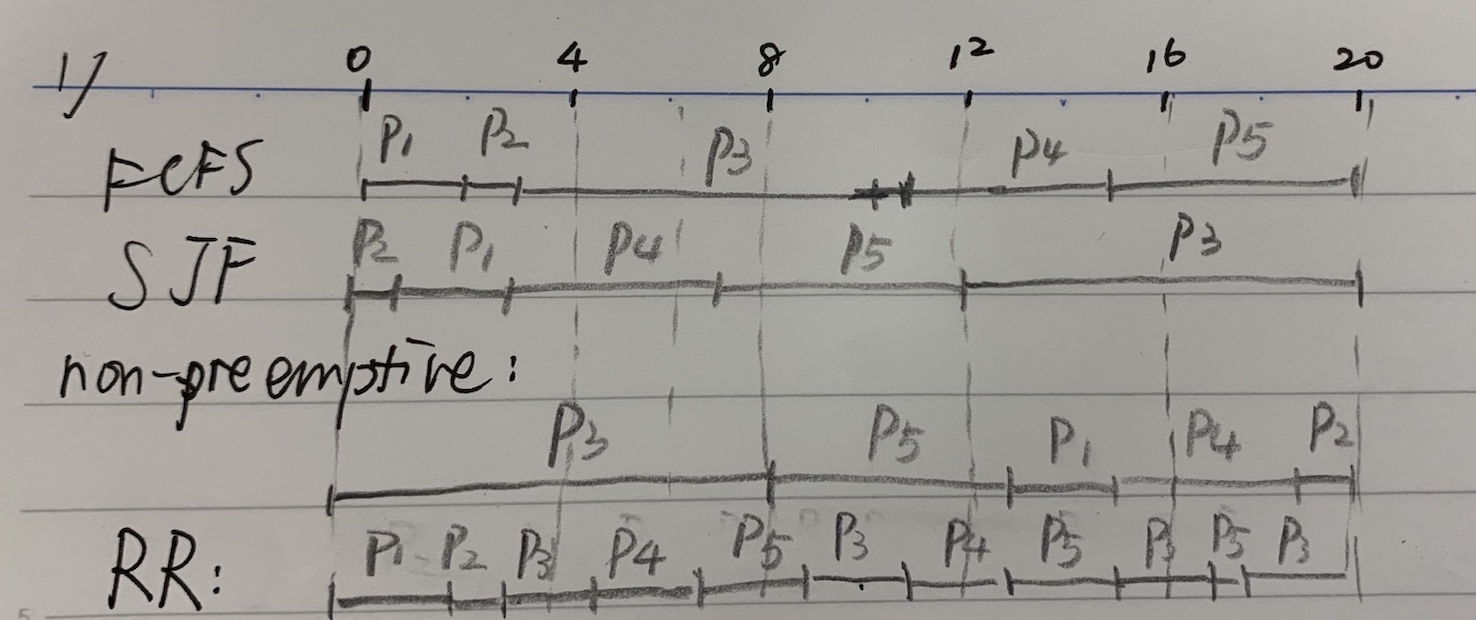 1/ 0 4 8 12 16 20
FCFS P1 P2 P3 P4 P5
SJF P2 P1 P4 P5 P3
non-preemptive:
P3 P5 P1 P4 P2
RR: P1 P2 P3 P4 P5 P3 P4 P5 P3 P5 P3
5